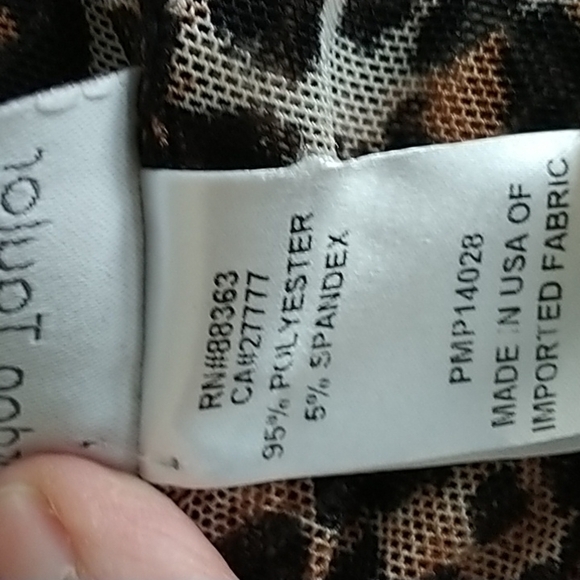 RN#88363
CA#27777
95% POLYESTER
5% SPANDEX
PMP14028
MADE IN USA OF
IMPORTED FABRIC